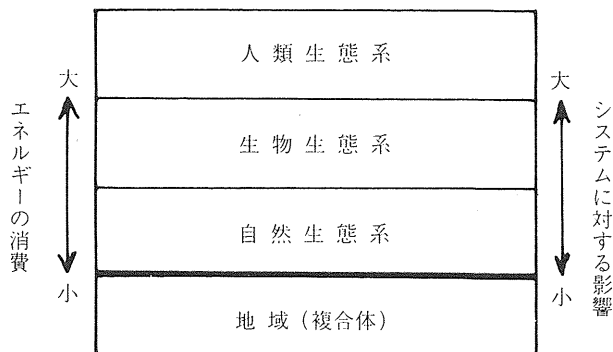 人類生態系
生物生態系
自然生態系
地域(複合体)
大
エネルギーの消費
小
大
システムに対する影響
小